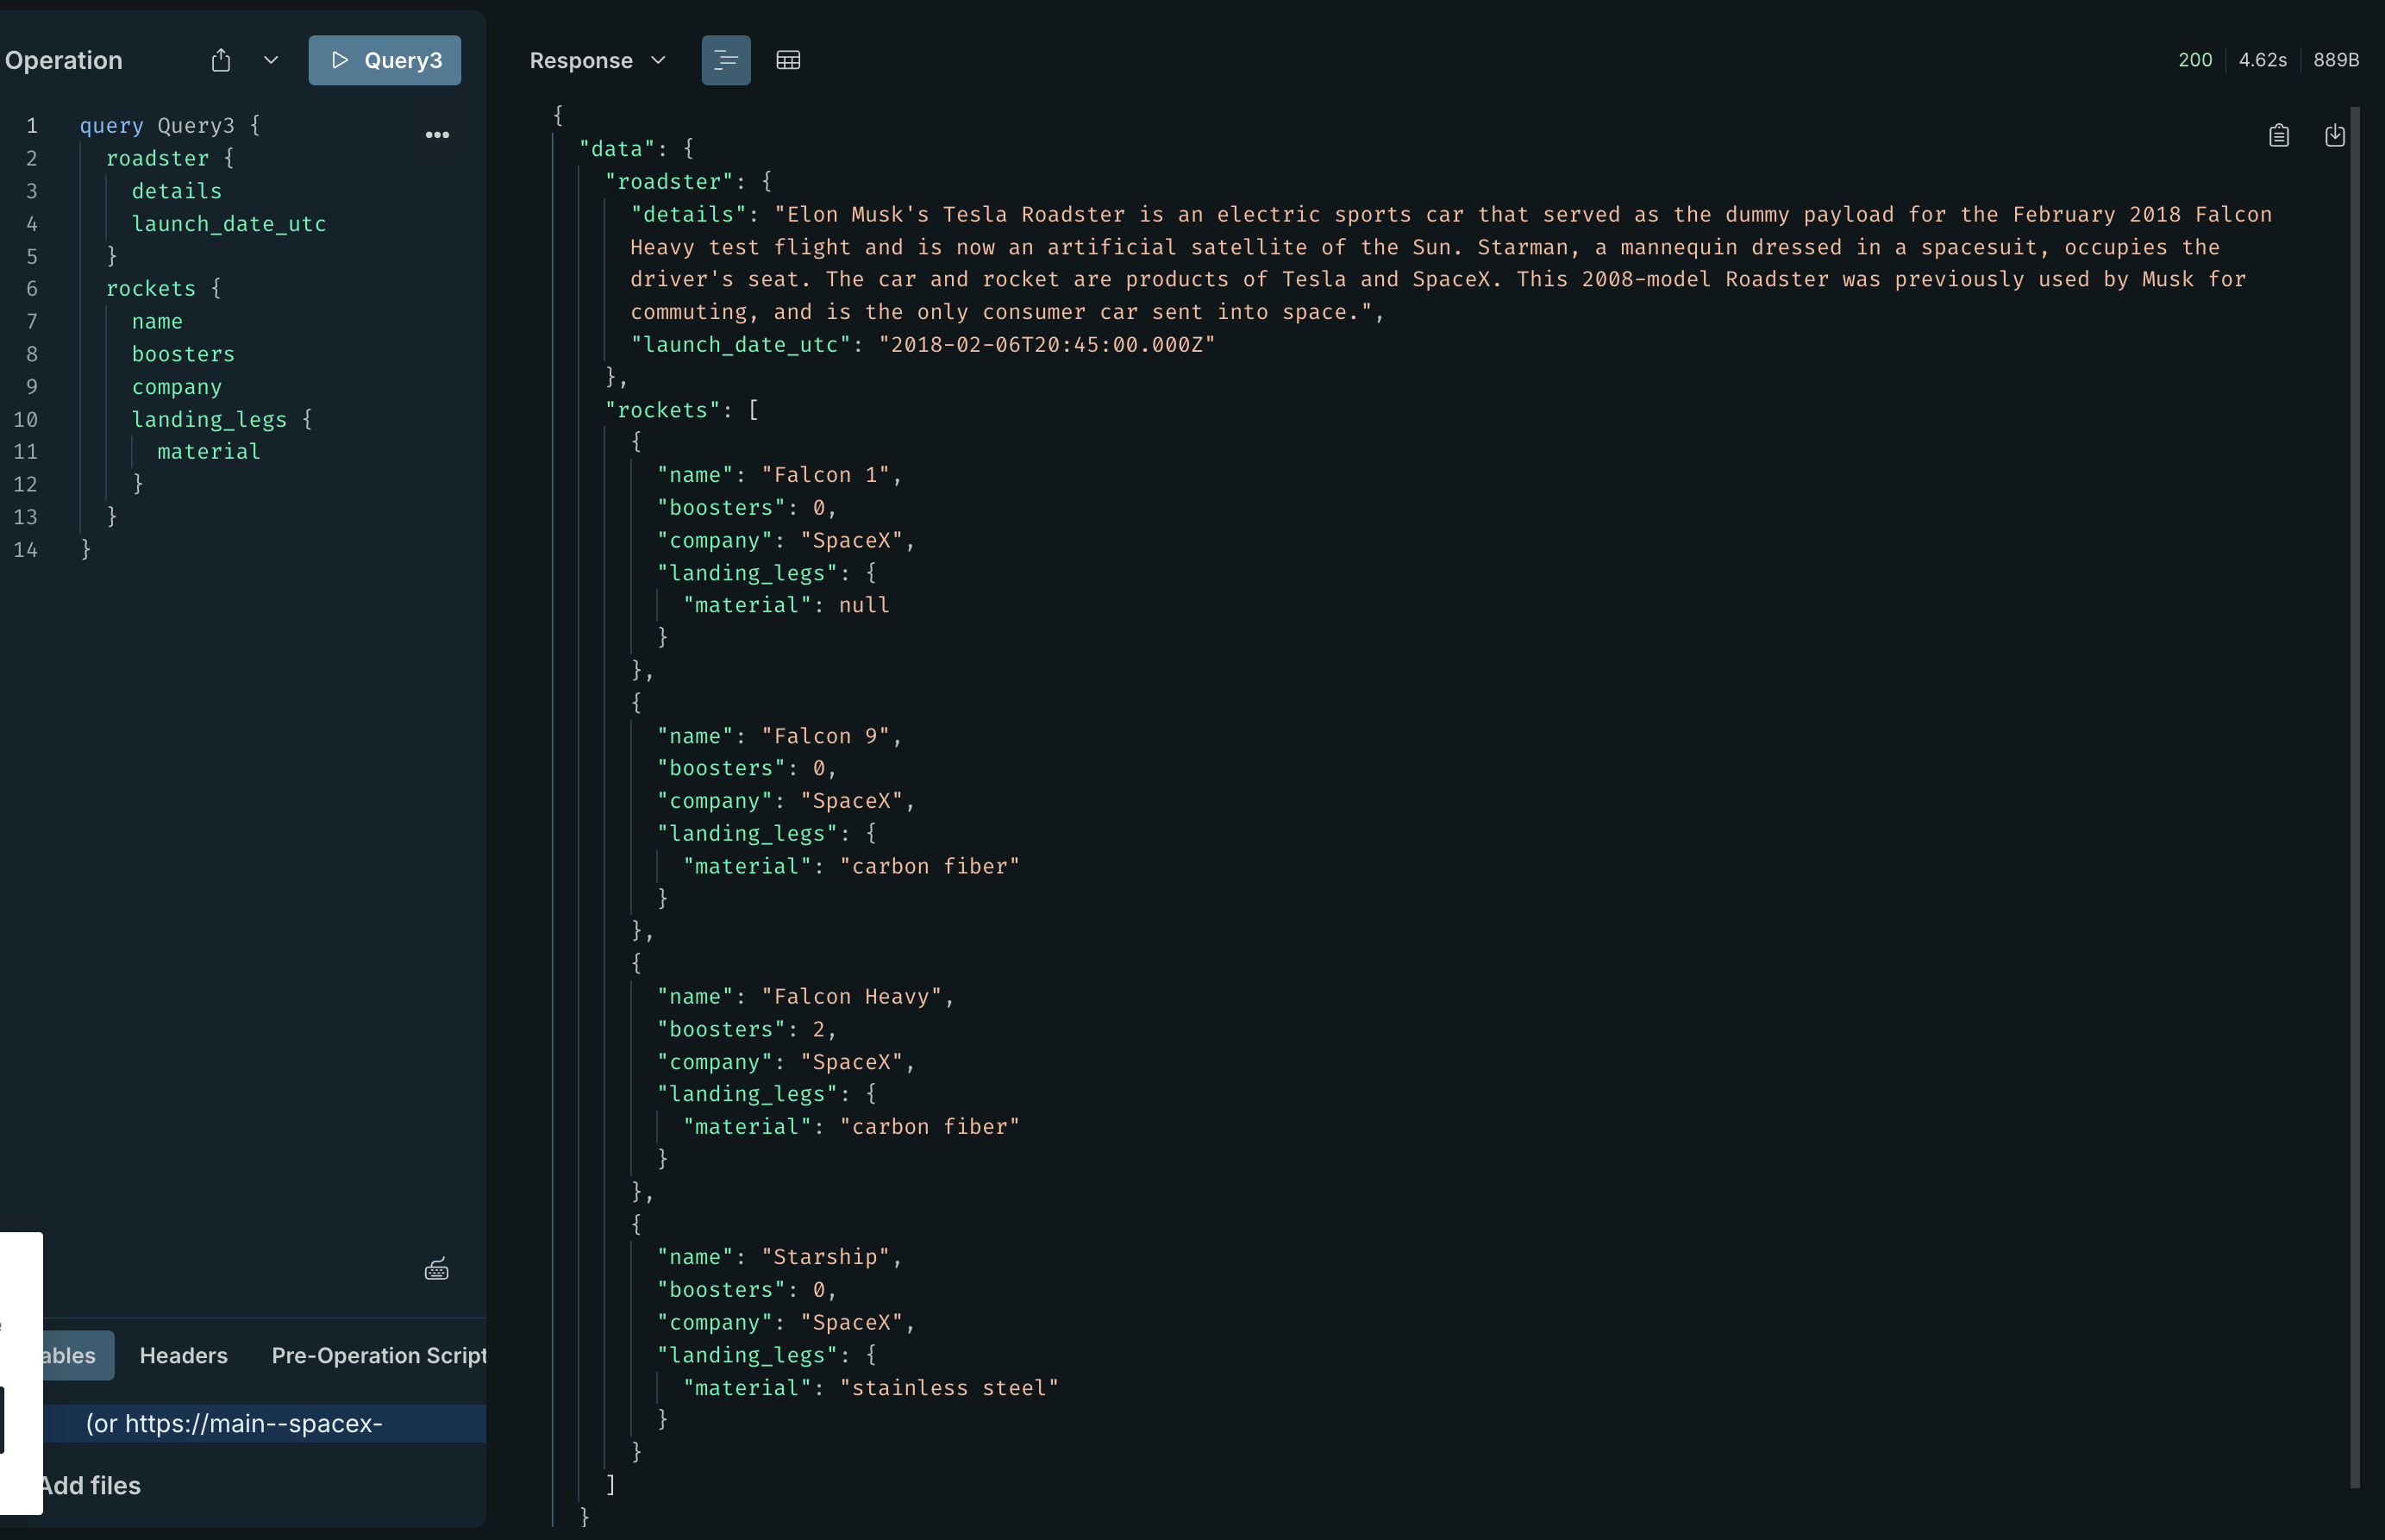 Operation
Query3
1 query Query3 {
2 roadster {
3 details
4 launch_date_utc
5 }
6 rockets {
7 name
8 boosters
9 company
10 landing_legs {
11 material
12 }
13 }
14 }
ables Headers Pre-Operation Script
(or https://main--spacex-
Add files
Response
200 4.62s 889B
{
"data": {
"roadster": {
"details": "Elon Musk's Tesla Roadster is an electric sports car that served as the dummy payload for the February 2018 Falcon
Heavy test flight and is now an artificial satellite of the Sun. Starman, a mannequin dressed in a spacesuit, occupies the
driver's seat. The car and rocket are products of Tesla and SpaceX. This 2008-model Roadster was previously used by Musk for
commuting, and is the only consumer car sent into space.",
"launch_date_utc": "2018-02-06T20:45:00.000Z"
},
"rockets": [
{
"name": "Falcon 1",
"boosters": 0,
"company": "SpaceX",
"landing_legs": {
"material": null
}
},
{
"name": "Falcon 9",
"boosters": 0,
"company": "SpaceX",
"landing_legs": {
"material": "carbon fiber"
}
},
{
"name": "Falcon Heavy",
"boosters": 2,
"company": "SpaceX",
"landing_legs": {
"material": "carbon fiber"
}
},
{
"name": "Starship",
"boosters": 0,
"company": "SpaceX",
"landing_legs": {
"material": "stainless steel"
}
}
]
}